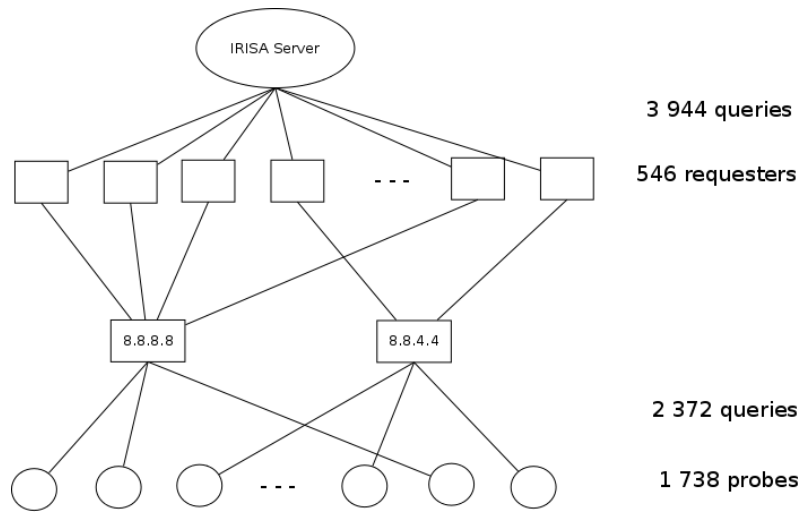 IRISA Server
3 944 queries
546 requesters
- - -
8.8.8.8
8.8.4.4
2 372 queries
1 738 probes
- - -